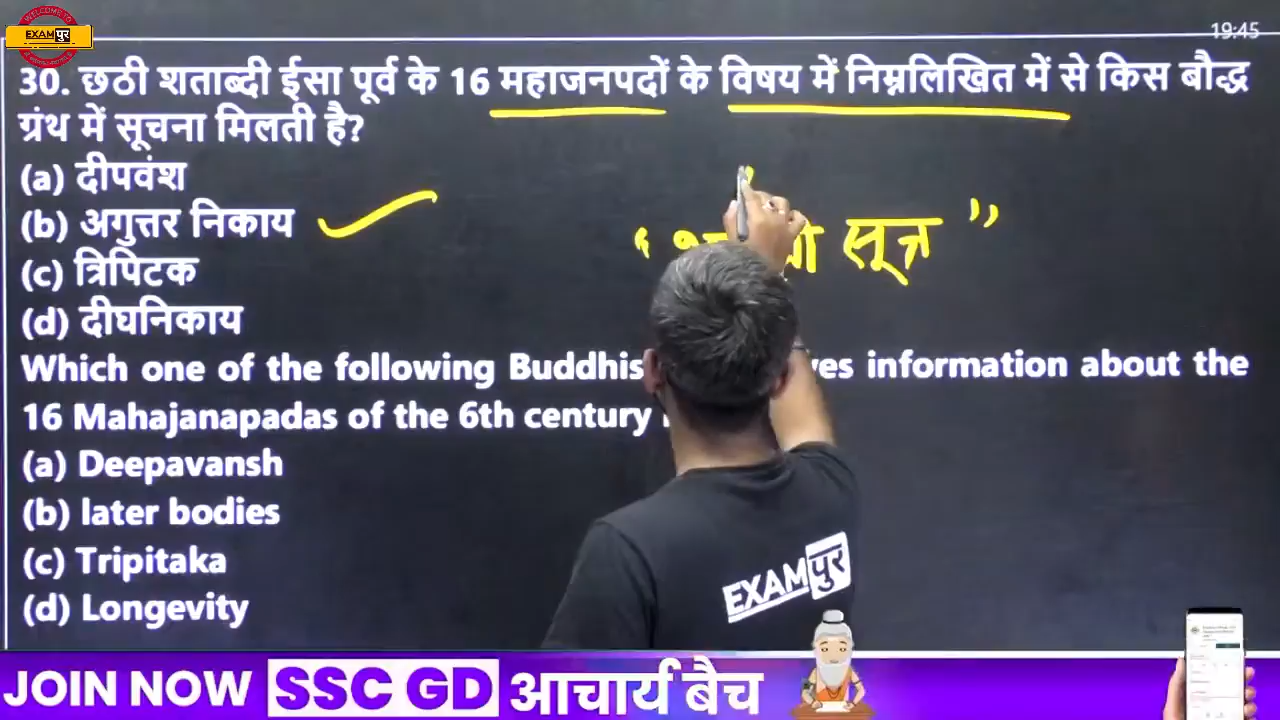 WELCOME TO
EXAMपुर
19:45
30. छठी शताब्दी ईसा पूर्व के 16 महाजनपदों के विषय में निम्नलिखित में से किस बौद्ध
ग्रंथ में सूचना मिलती है?
(a) दीपवंश
(b) अगुत्तर निकाय
(c) त्रिपिटक
(d) दीघनिकाय
सूत्र ”
Which one of the following information about the
16 Mahajanapadas of the 6th century
(a) Deepavansh
(b) later bodies
(c) Tripitaka
(d) Longevity
EXAMपुर
JOIN NOW SSC GD आचार्य बैच